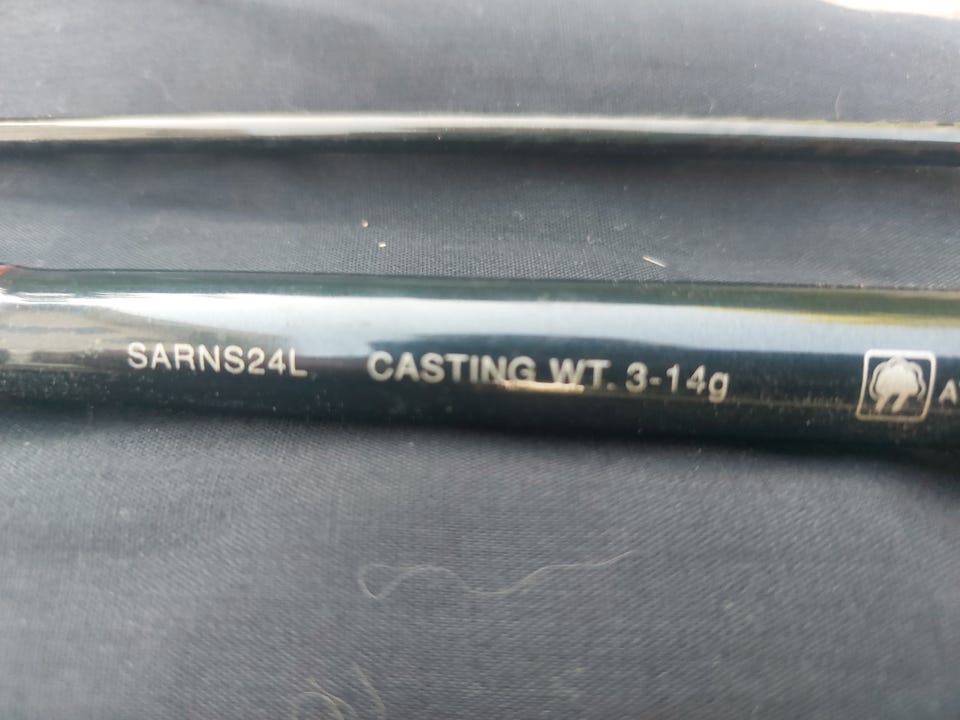 SARNS24L CASTING WT. 3-14g